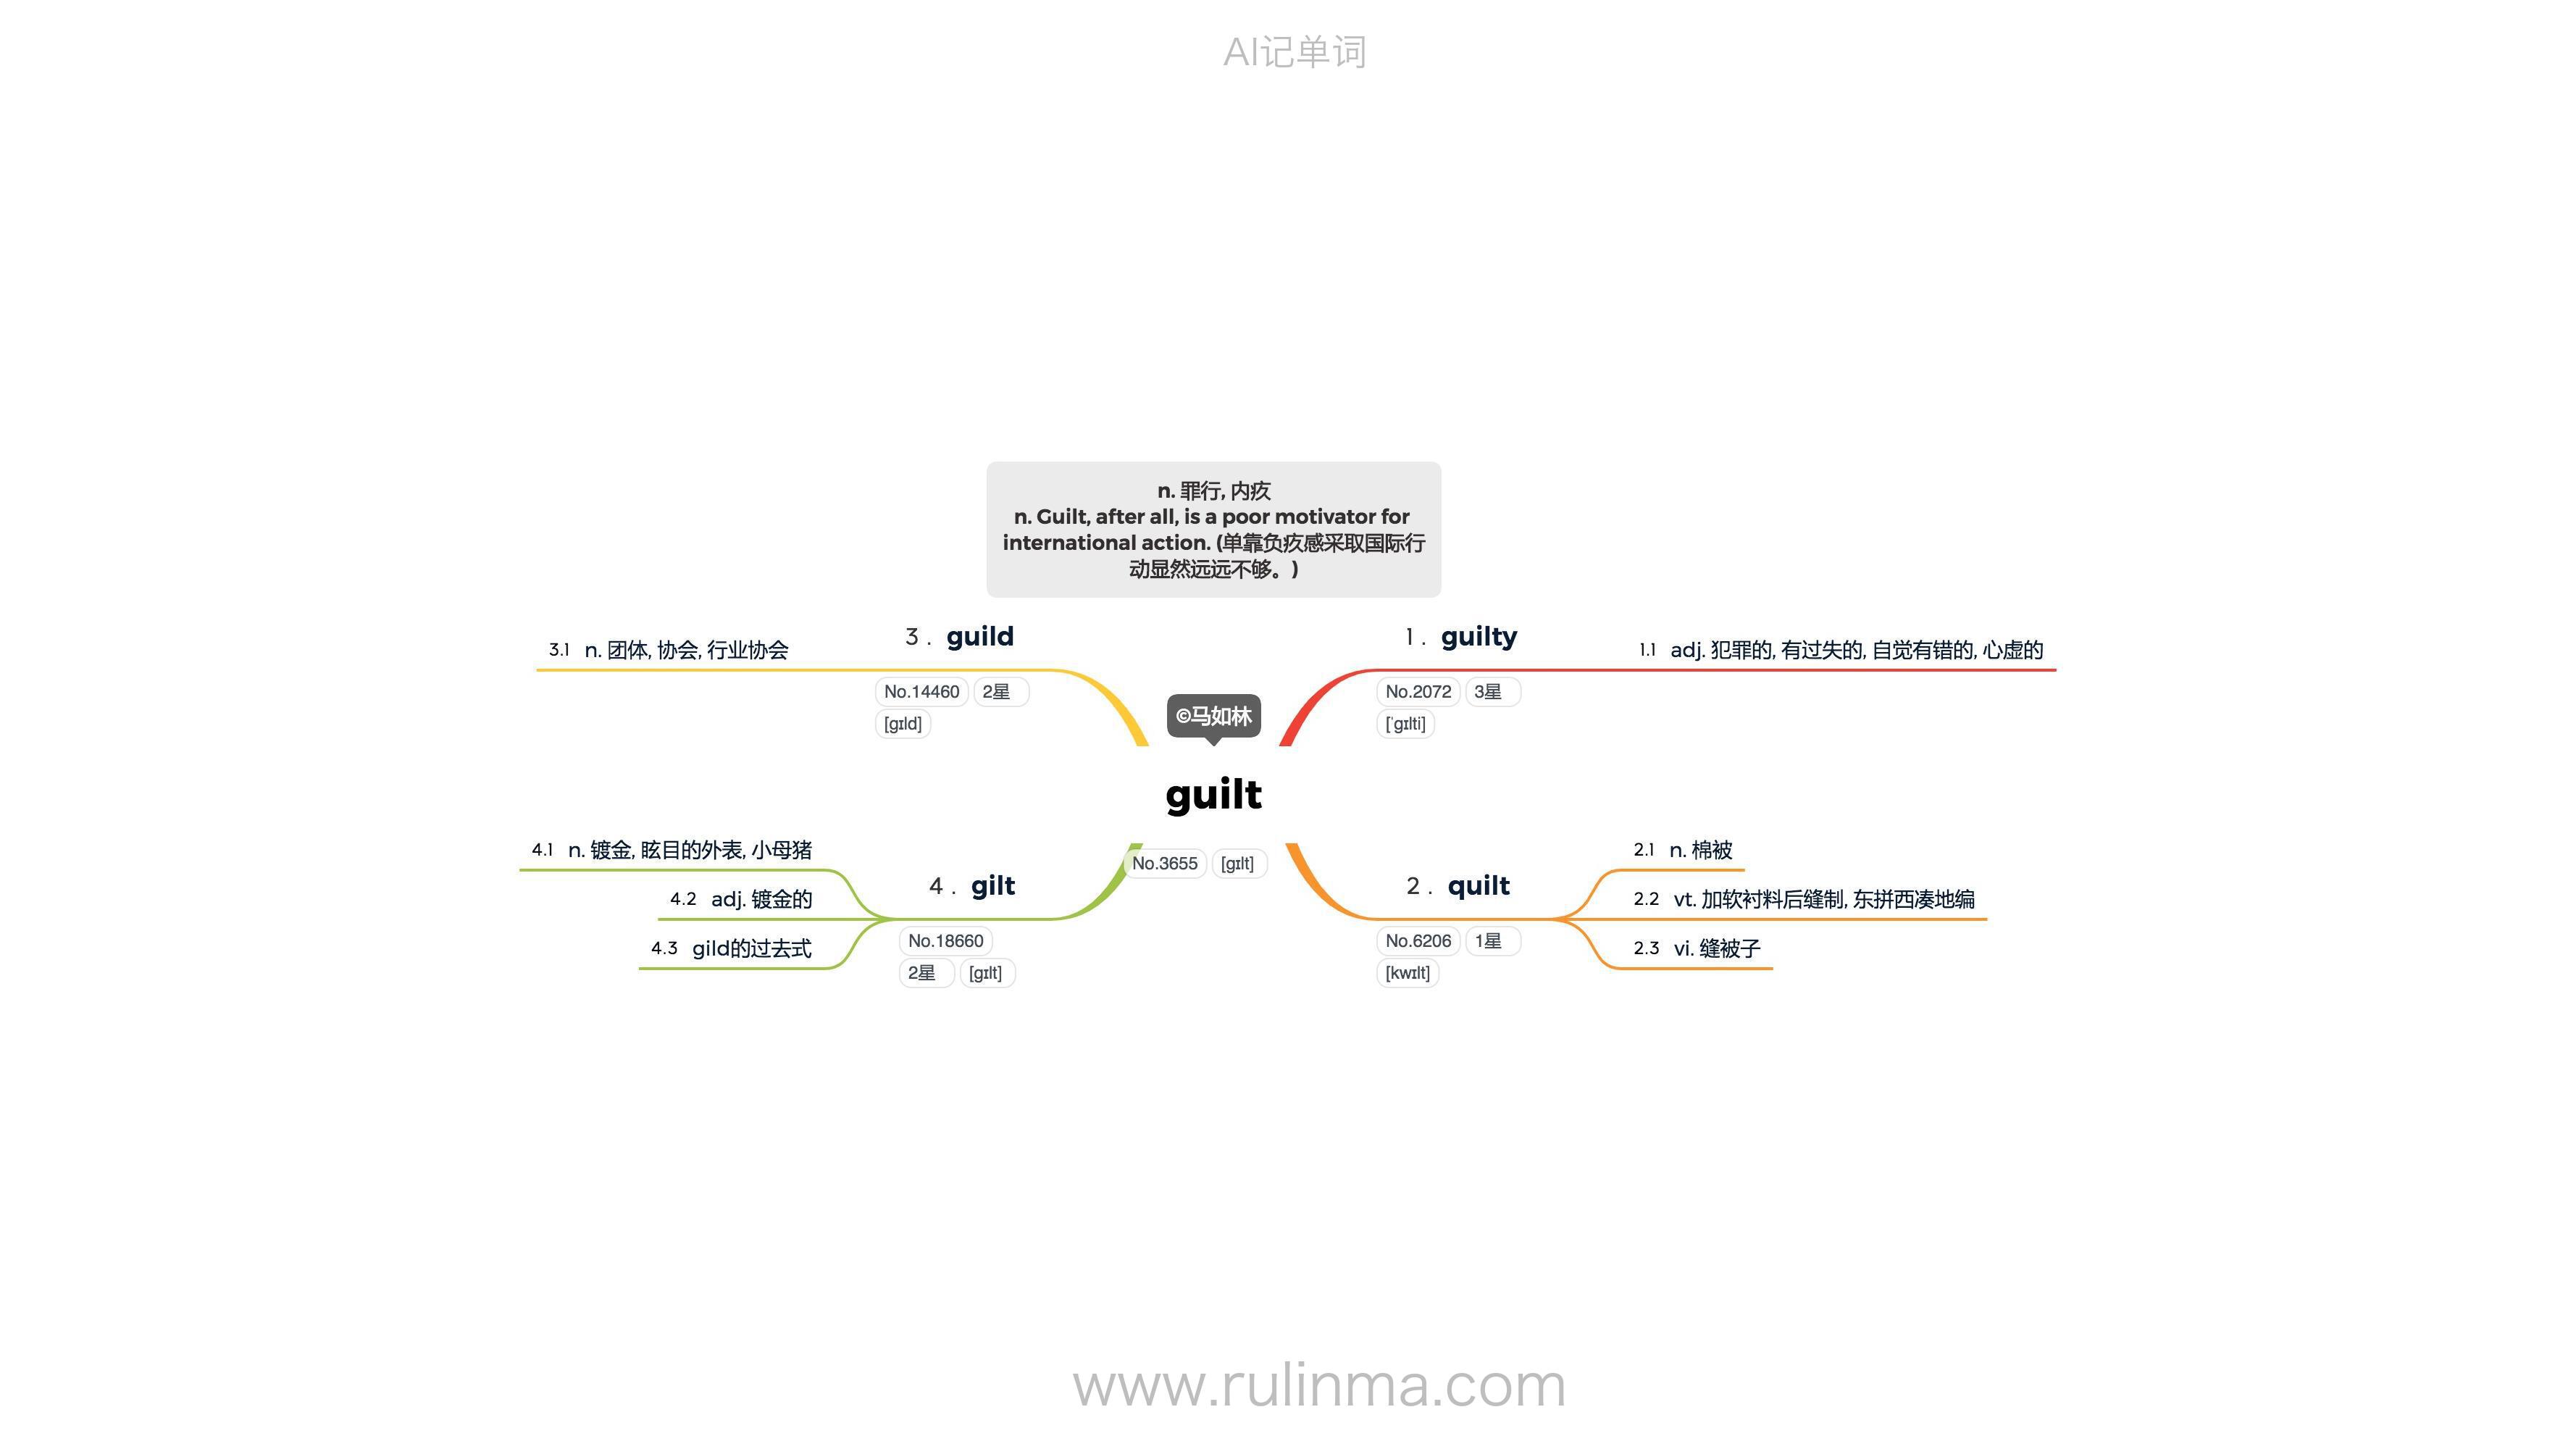 AI记单词
n. 罪行, 内疚
n. Guilt, after all, is a poor motivator for
international action. (单靠负疚感采取国际行
动显然远远不够。)
©马如林
guilt
No.3655 [gɪlt]
1 . guilty
No.2072 3星
[ˈgɪlti]
1.1 adj. 犯罪的, 有过失的, 自觉有错的, 心虚的
2 . quilt
No.6206 1星
[kwɪlt]
2.1 n. 棉被
2.2 vt. 加软衬料后缝制, 东拼西凑地编
2.3 vi. 缝被子
3 . guild
No.14460 2星
[gɪld]
3.1 n. 团体, 协会, 行业协会
4 . gilt
No.18660
2星 [gɪlt]
4.1 n. 镀金, 眩目的外表, 小母猪
4.2 adj. 镀金的
4.3 gild的过去式
www.rulinma.com